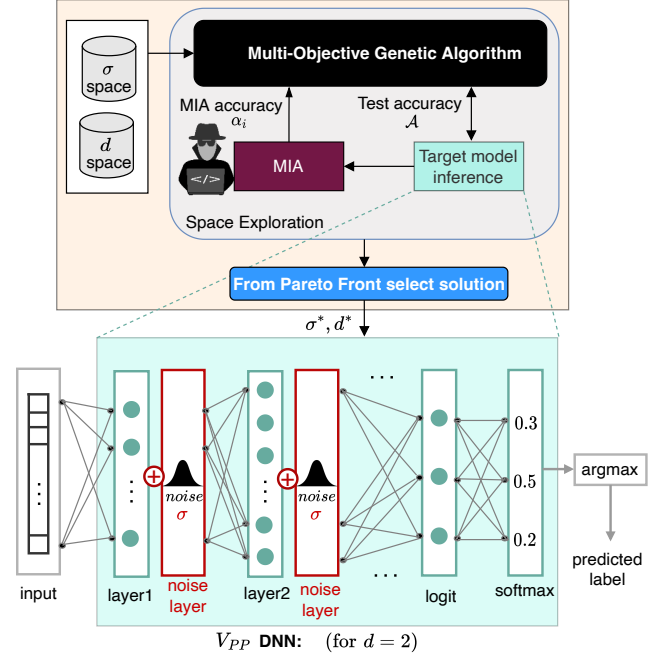 σ
space
d
space
Multi-Objective Genetic Algorithm
MIA accuracy
αᵢ
Test accuracy
𝒜
</>
MIA
Target model
inference
Space Exploration
From Pareto Front select solution
σ*, d*
...
0.3
0.5
0.2
noise
σ
noise
σ
argmax
predicted
label
input
layer1
noise
layer
layer2
noise
layer
...
logit
softmax
V_PP DNN: (for d = 2)